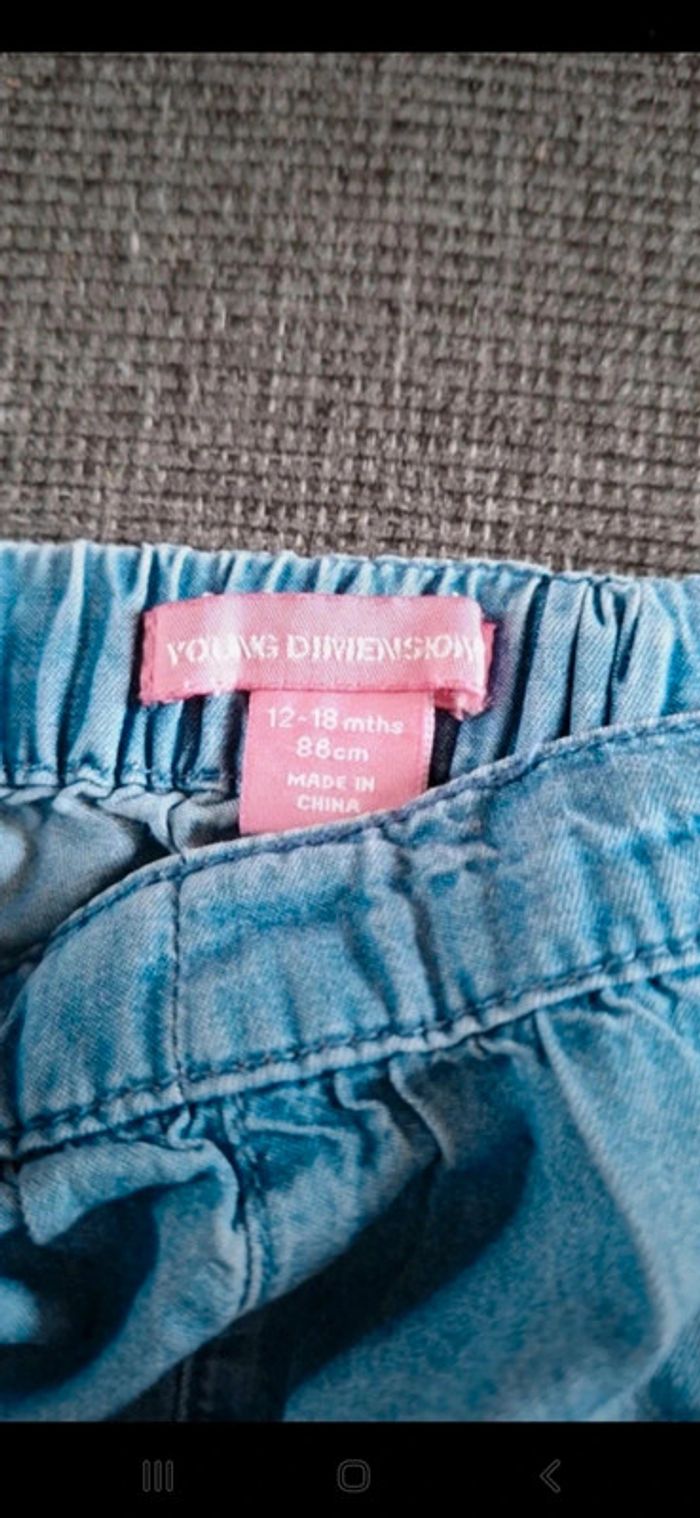 YOUNG DIMENSION
12-18 mths
86cm
MADE IN
CHINA